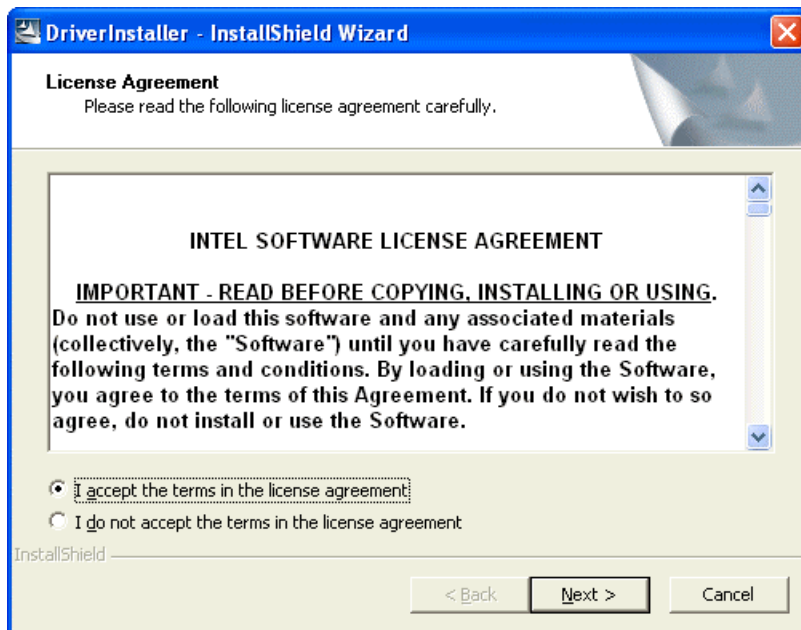 DriverInstaller - InstallShield Wizard
License Agreement
Please read the following license agreement carefully.
INTEL SOFTWARE LICENSE AGREEMENT
IMPORTANT - READ BEFORE COPYING, INSTALLING OR USING.
Do not use or load this software and any associated materials
(collectively, the "Software") until you have carefully read the
following terms and conditions. By loading or using the Software,
you agree to the terms of this Agreement. If you do not wish to so
agree, do not install or use the Software.
I accept the terms in the license agreement
I do not accept the terms in the license agreement
InstallShield
< Back Next > Cancel